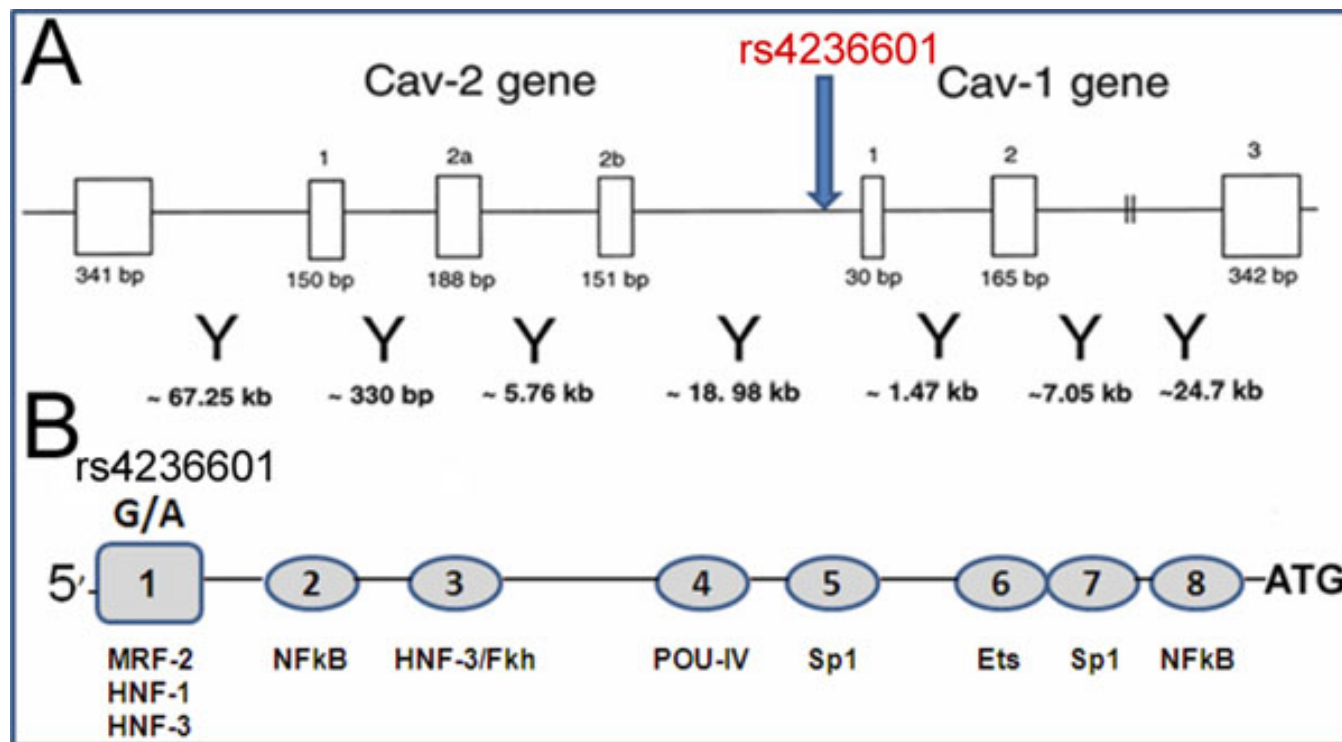 A
rs4236601
Cav-2 gene
Cav-1 gene
1 2a 2b 1 2 3
341 bp 150 bp 188 bp 151 bp 30 bp 165 bp 342 bp
Y Y Y Y Y Y Y
~ 67.25 kb ~ 330 bp ~ 5.76 kb ~ 18. 98 kb ~ 1.47 kb ~7.05 kb ~24.7 kb
B
rs4236601
G/A
5′ 1 2 3 4 5 6 7 8 ATG
MRF-2 NFkB HNF-3/Fkh POU-IV Sp1 Ets Sp1 NFkB
HNF-1
HNF-3